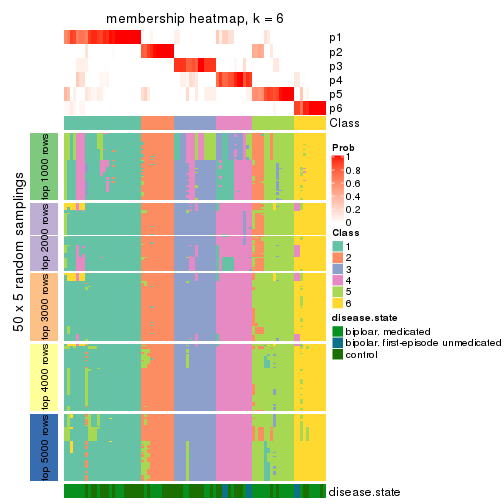 membership heatmap, k = 6
p1
p2
p3
p4
p5
p6
Class
50 x 5 random samplings
top 1000 rows
top 2000 rows
top 3000 rows
top 4000 rows
top 5000 rows
Prob
1
0.8
0.6
0.4
0.2
0
Class
1
2
3
4
5
6
disease.state
biploar, medicated
bipolar, first-episode unmedicated
control
disease.state